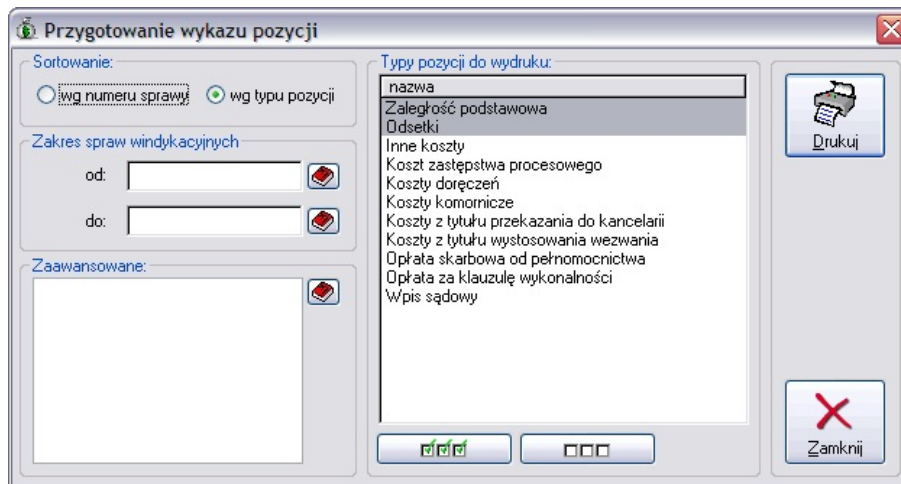 Przygotowanie wykazu pozycji
Sortowanie:
wg numeru sprawy
wg typu pozycji
Zakres spraw windykacyjnych
od:
do:
Zaawansowane:
Typy pozycji do wydruku:
nazwa
Zaległość podstawowa
Odsetki
Inne koszty
Koszt zastępstwa procesowego
Koszty doręczeń
Koszty komornicze
Koszty z tytułu przekazania do kancelarii
Koszty z tytułu wystosowania wezwania
Opłata skarbowa od pełnomocnictwa
Opłata za klauzulę wykonalności
Wpis sądowy
Drukuj
Zamknij